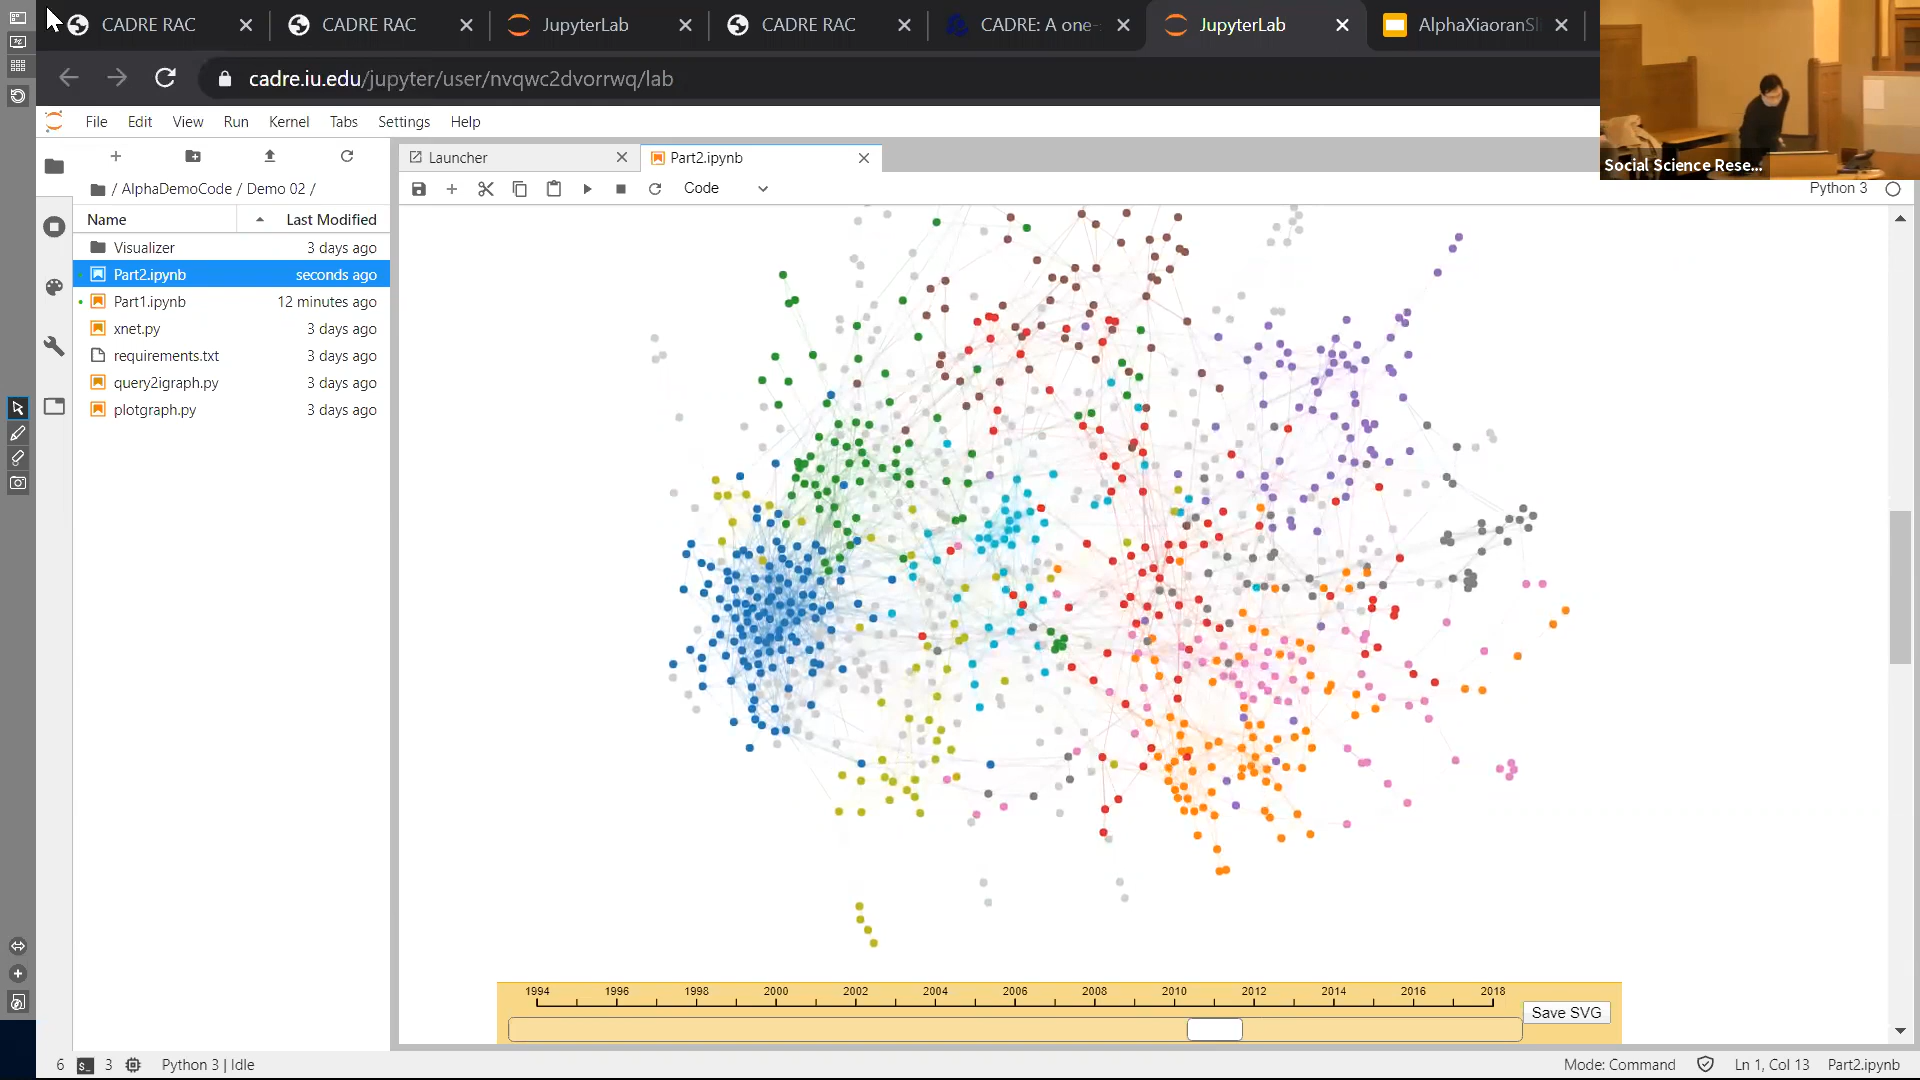 CADRE RAC
CADRE RAC
JupyterLab
CADRE RAC
CADRE: A one-
JupyterLab
AlphaXiaoranSli
cadre.iu.edu/jupyter/user/nvqwc2dvorrwq/lab
File Edit View Run Kernel Tabs Settings Help
Launcher
Part2.ipynb
Social Science Rese...
/ AlphaDemoCode / Demo 02 /
Code
Python 3
Name Last Modified
Visualizer 3 days ago
Part2.ipynb seconds ago
Part1.ipynb 12 minutes ago
xnet.py 3 days ago
requirements.txt 3 days ago
query2igraph.py 3 days ago
plotgraph.py 3 days ago
1994 1996 1998 2000 2002 2004 2006 2008 2010 2012 2014 2016 2018
Save SVG
6 3 Python 3 | Idle Mode: Command Ln 1, Col 13 Part2.ipynb